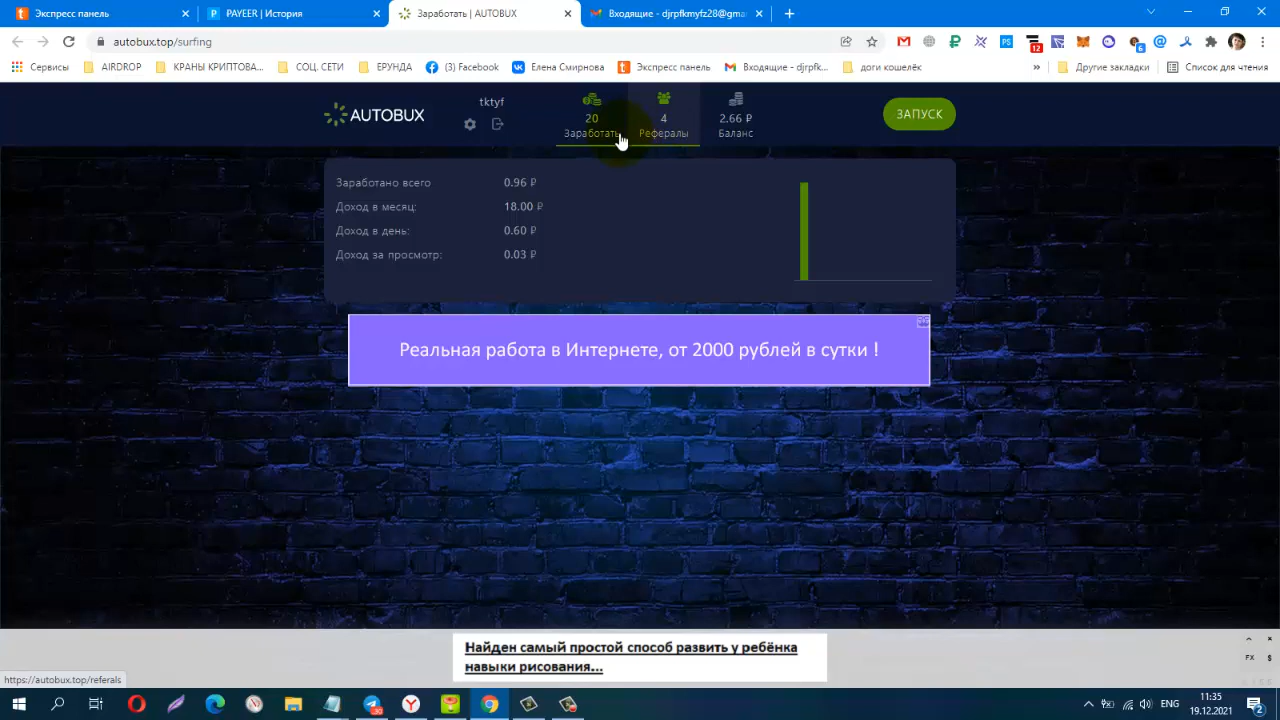 Экспресс панель
PAYEER | История
Заработать | AUTOBUX
Входящие - djrpfkmyfz28@gma
autobux.top/surfing
Сервисы
AIRDROP
КРАНЫ КРИПТОВА...
СОЦ. СЕТИ
ЕРУНДА
(3) Facebook
Елена Смирнова
Экспресс панель
Входящие - djrpfk...
доги кошелёк
»
Другие закладки
Список для чтения
12
6
AUTOBUX
tktyf
20
Заработать
4
Рефералы
2.66 ₽
Баланс
ЗАПУСК
Заработано всего 0.96 ₽
Доход в месяц: 18.00 ₽
Доход в день: 0.60 ₽
Доход за просмотр: 0.03 ₽
Реальная работа в Интернете, от 2000 рублей в сутки !
Найден самый простой способ развить у ребёнка
навыки рисования...
FX $
https://autobux.top/referals
ENG
11:35
19.12.2021
2